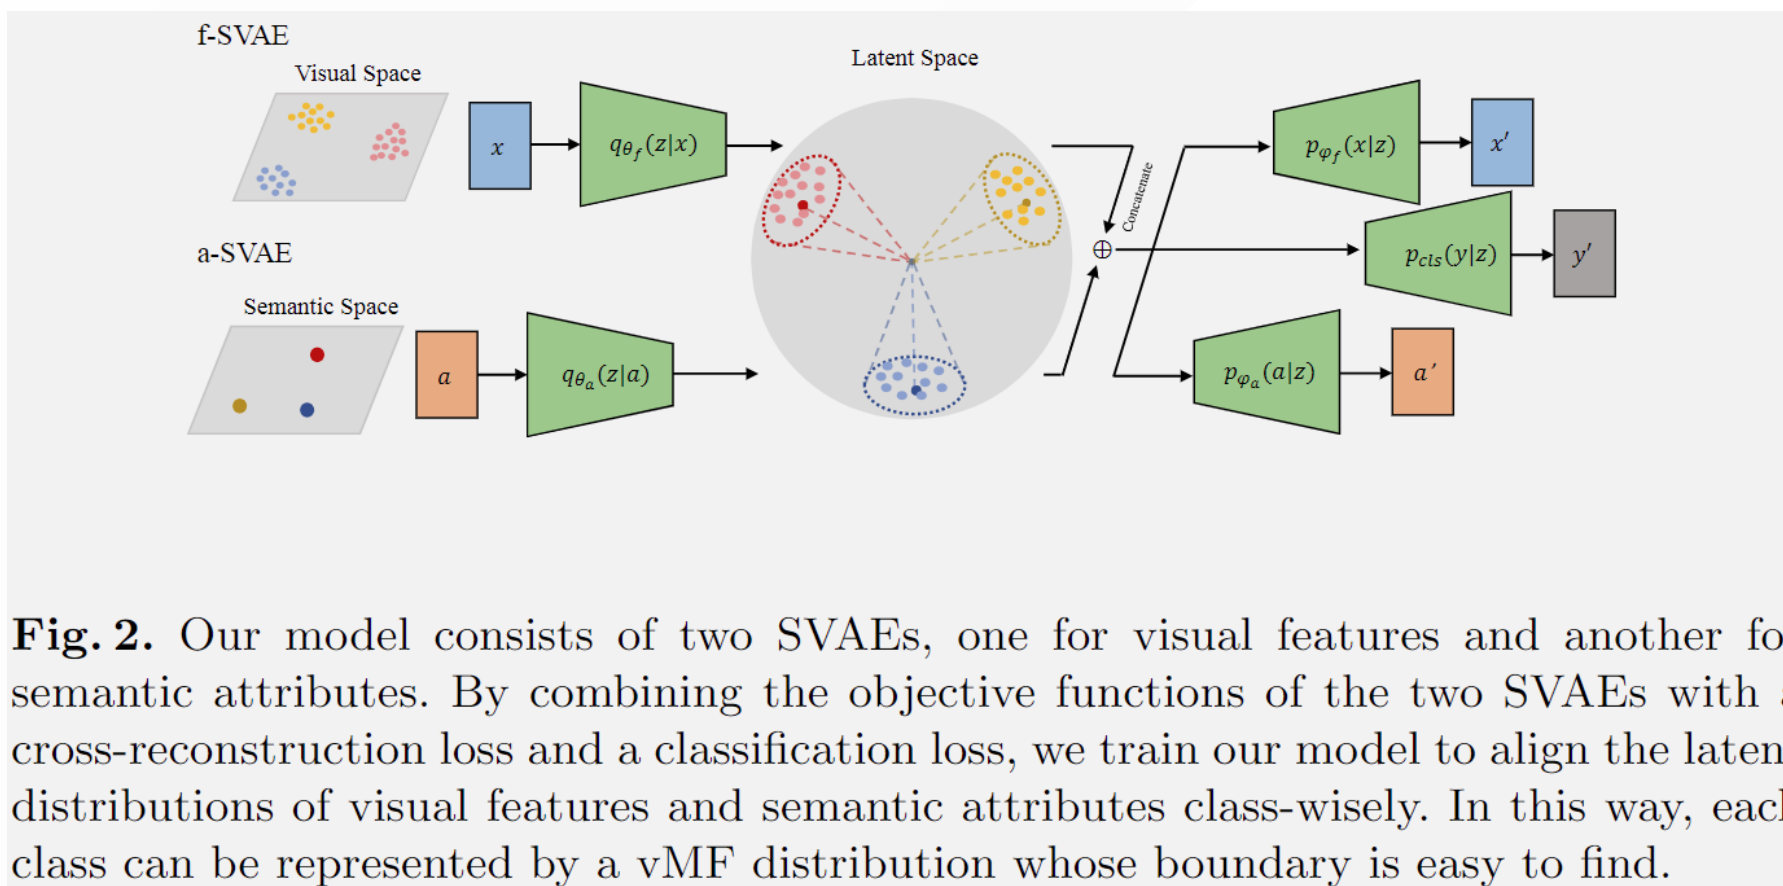 f-SVAE
Visual Space
Latent Space
x
q_{θ_f}(z|x)
p_{φ_f}(x|z)
x′
Concatenate
p_{cls}(y|z)
y′
a-SVAE
Semantic Space
a
q_{θ_a}(z|a)
p_{φ_a}(a|z)
a′
Fig. 2. Our model consists of two SVAEs, one for visual features and another fo
semantic attributes. By combining the objective functions of the two SVAEs with
cross-reconstruction loss and a classification loss, we train our model to align the laten
distributions of visual features and semantic attributes class-wisely. In this way, eac
class can be represented by a vMF distribution whose boundary is easy to find.